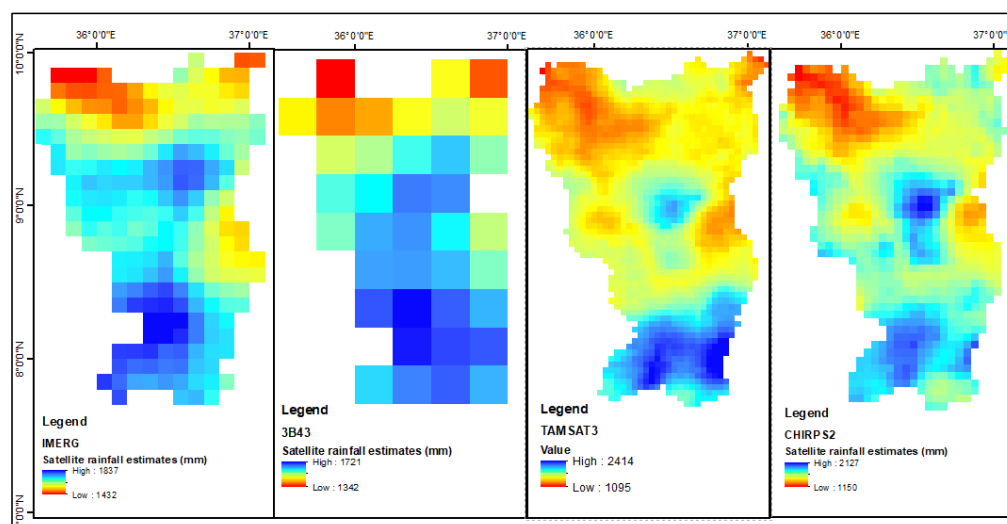 36°0'0"E 37°0'0"E 36°0'0"E 37°0'0"E 36°0'0"E 37°0'0"E 36°0'0"E 37°0'0"E
10°0'0"N
9°0'0"N
8°0'0"N
Legend
IMERG
Satellite rainfall estimates (mm)
High : 1837
Low : 1432
Legend
3B43
Satellite rainfall estimates (mm)
High : 1721
Low : 1342
Legend
TAMSAT3
Value
High : 2414
Low : 1095
Legend
CHIRPS2
Satellite rainfall estimates (mm)
High : 2127
Low : 1150